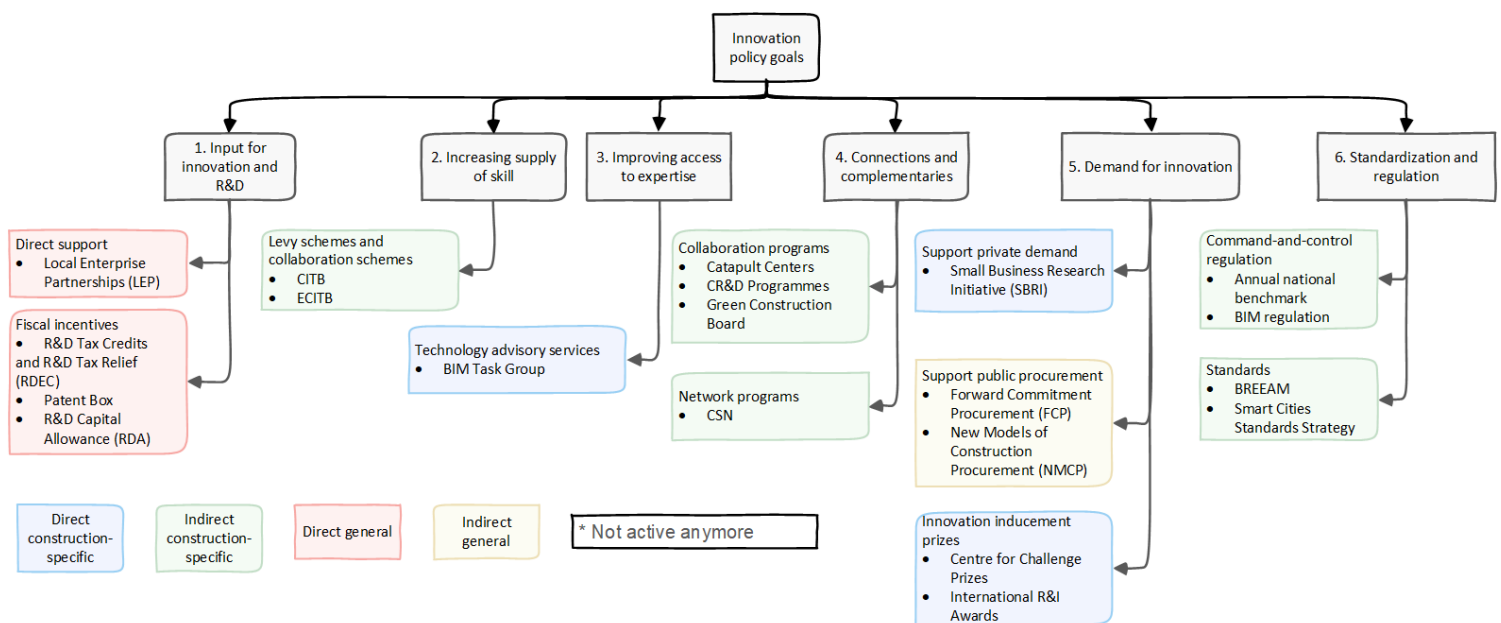 Innovation
policy goals
1. Input for
innovation and
R&D
2. Increasing supply
of skill
3. Improving access
to expertise
4. Connections and
complementaries
5. Demand for innovation
6. Standardization and
regulation
Direct support
• Local Enterprise
Partnerships (LEP)
Fiscal incentives
• R&D Tax Credits
and R&D Tax Relief
(RDEC)
• Patent Box
• R&D Capital
Allowance (RDA)
Levy schemes and
collaboration schemes
• CITB
• ECITB
Technology advisory services
• BIM Task Group
Collaboration programs
• Catapult Centers
• CR&D Programmes
• Green Construction
Board
Network programs
• CSN
Support private demand
• Small Business Research
Initiative (SBRI)
Support public procurement
• Forward Commitment
Procurement (FCP)
• New Models of
Construction
Procurement (NMCP)
Innovation inducement
prizes
• Centre for Challenge
Prizes
• International R&I
Awards
Command-and-control
regulation
• Annual national
benchmark
• BIM regulation
Standards
• BREEAM
• Smart Cities
Standards Strategy
Direct
construction-
specific
Indirect
construction-
specific
Direct general
Indirect
general
* Not active anymore